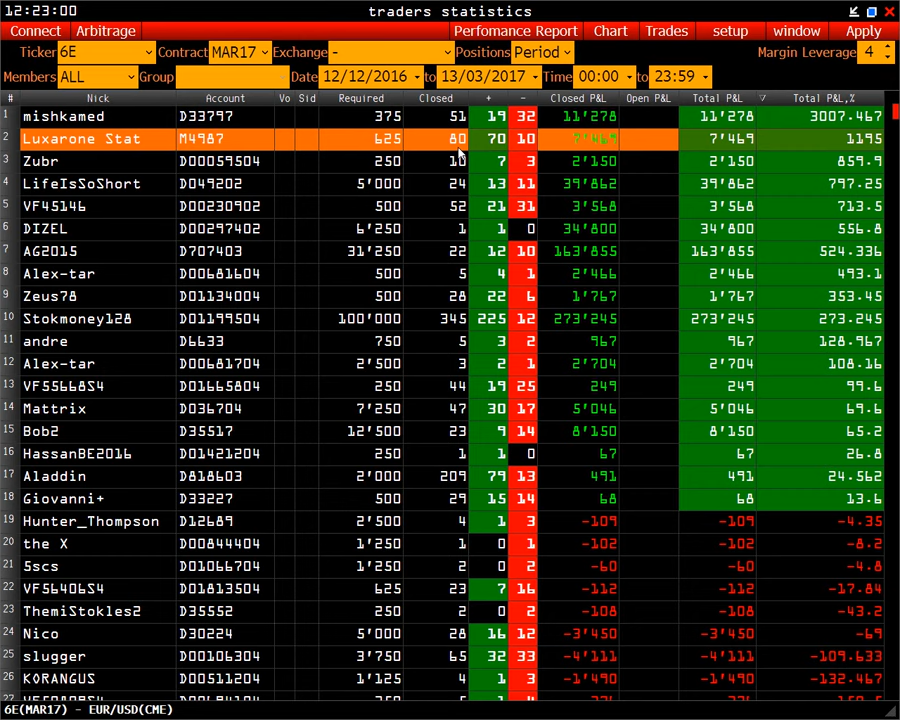 12:23:00 traders statistics
Connect Arbitrage Perfomance Report Chart Trades setup window Apply
Ticker 6E Contract MAR17 Exchange - Positions Period Margin Leverage 4
Members ALL Group Date 12/12/2016 to 13/03/2017 Time 00:00 to 23:59
# Nick Account Vo Sid Required Closed + - Closed P&L Open P&L Total P&L Total P&L,%
1 mishkamed D33797 375 51 19 32 11'278 11'278 3007.467
2 Luxarone Stat M4987 625 80 70 10 7'469 7'469 1195
3 Zubr D00059504 250 10 7 3 2'150 2'150 859.9
4 LifeIsSoShort D049202 5'000 24 13 11 39'862 39'862 797.25
5 VF45146 D00230902 500 52 21 31 3'568 3'568 713.5
6 DIZEL D00297402 6'250 1 1 0 34'800 34'800 556.8
7 AG2015 D707403 31'250 22 12 10 163'855 163'855 524.336
8 Alex-tar D00681604 500 5 4 1 2'466 2'466 493.1
9 Zeus78 D01134004 500 28 22 6 1'767 1'767 353.45
10 Stokmoney128 D01199504 100'000 345 225 12 273'245 273'245 273.245
11 andre D6633 750 5 3 2 967 967 128.967
12 Alex-tar D00681704 2'500 3 2 1 2'704 2'704 108.16
13 VF55668S4 D01665804 250 44 19 25 249 249 99.6
14 Mattrix D036704 7'250 47 30 17 5'046 5'046 69.6
15 Bob2 D35517 12'500 23 9 14 8'150 8'150 65.2
16 HassanBE2016 D01421204 250 1 1 0 67 67 26.8
17 Aladdin D818603 2'000 209 79 13 491 491 24.562
18 Giovanni+ D33227 500 29 15 14 68 68 13.6
19 Hunter_Thompson D12689 2'500 4 1 3 -109 -109 -4.35
20 the X D00844404 1'250 1 0 1 -102 -102 -8.2
21 5scs D01066704 1'250 2 0 2 -60 -60 -4.8
22 VF56406S4 D01813504 625 23 7 16 -112 -112 -17.84
23 ThemiStokles2 D35552 250 2 0 2 -108 -108 -43.2
24 Nico D30224 5'000 28 16 12 -3'450 -3'450 -69
25 slugger D00106304 3'750 65 32 33 -4'111 -4'111 -109.633
26 KORANGUS D00511204 1'125 4 1 3 -1'490 -1'490 -132.467
27
6E(MAR17) - EUR/USD(CME)